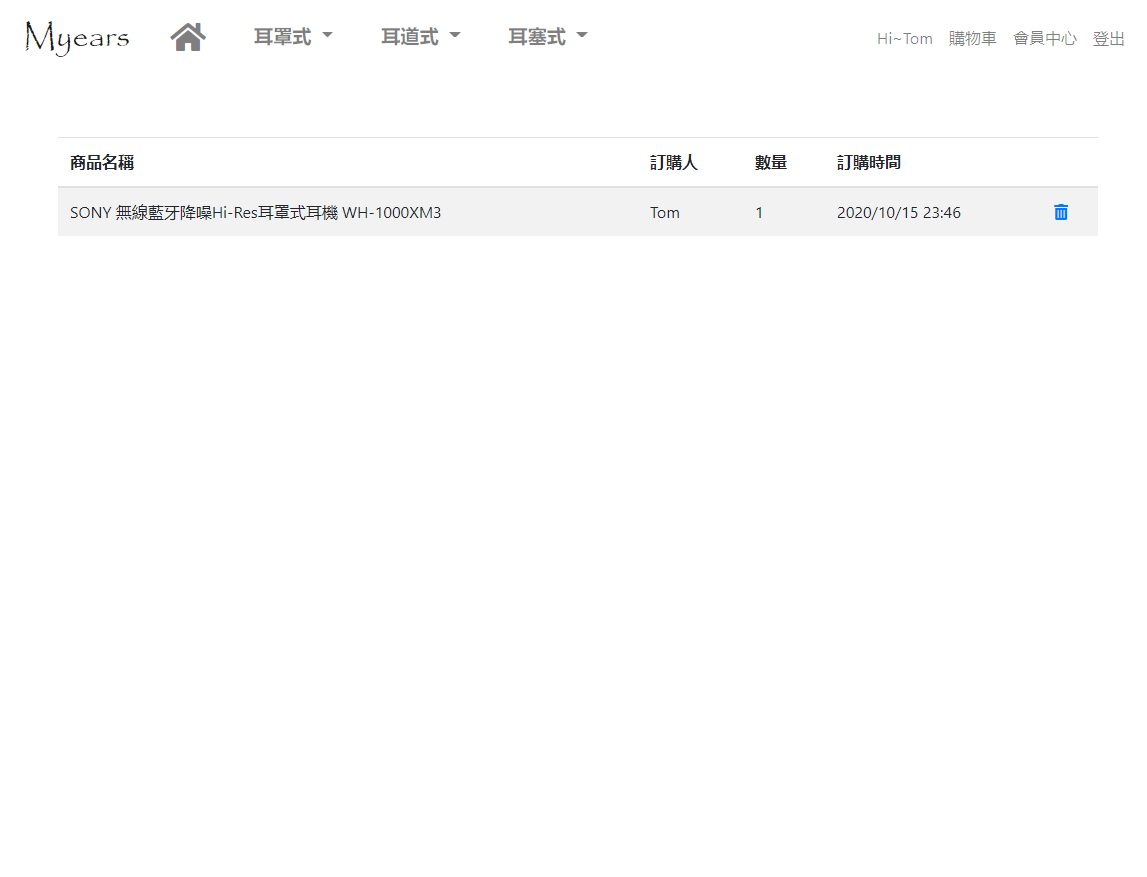 Myears 耳罩式 耳道式 耳塞式 Hi~Tom 購物車 會員中心 登出
商品名稱 訂購人 數量 訂購時間
SONY 無線藍牙降噪Hi-Res耳罩式耳機 WH-1000XM3 Tom 1 2020/10/15 23:46